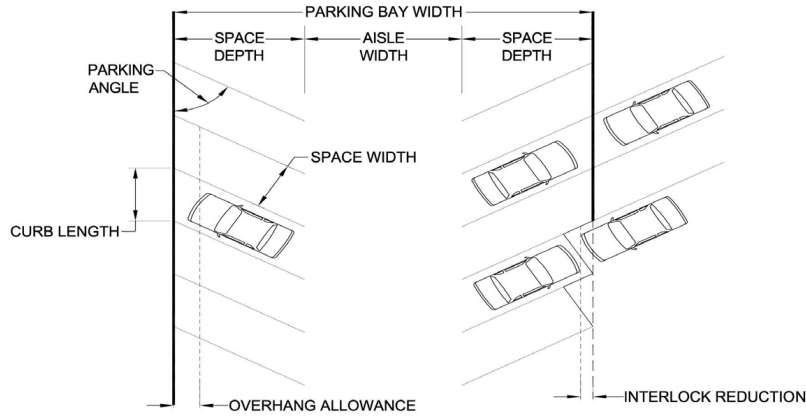 PARKING BAY WIDTH
SPACE
DEPTH
AISLE
WIDTH
SPACE
DEPTH
PARKING
ANGLE
SPACE WIDTH
CURB LENGTH
OVERHANG ALLOWANCE
INTERLOCK REDUCTION